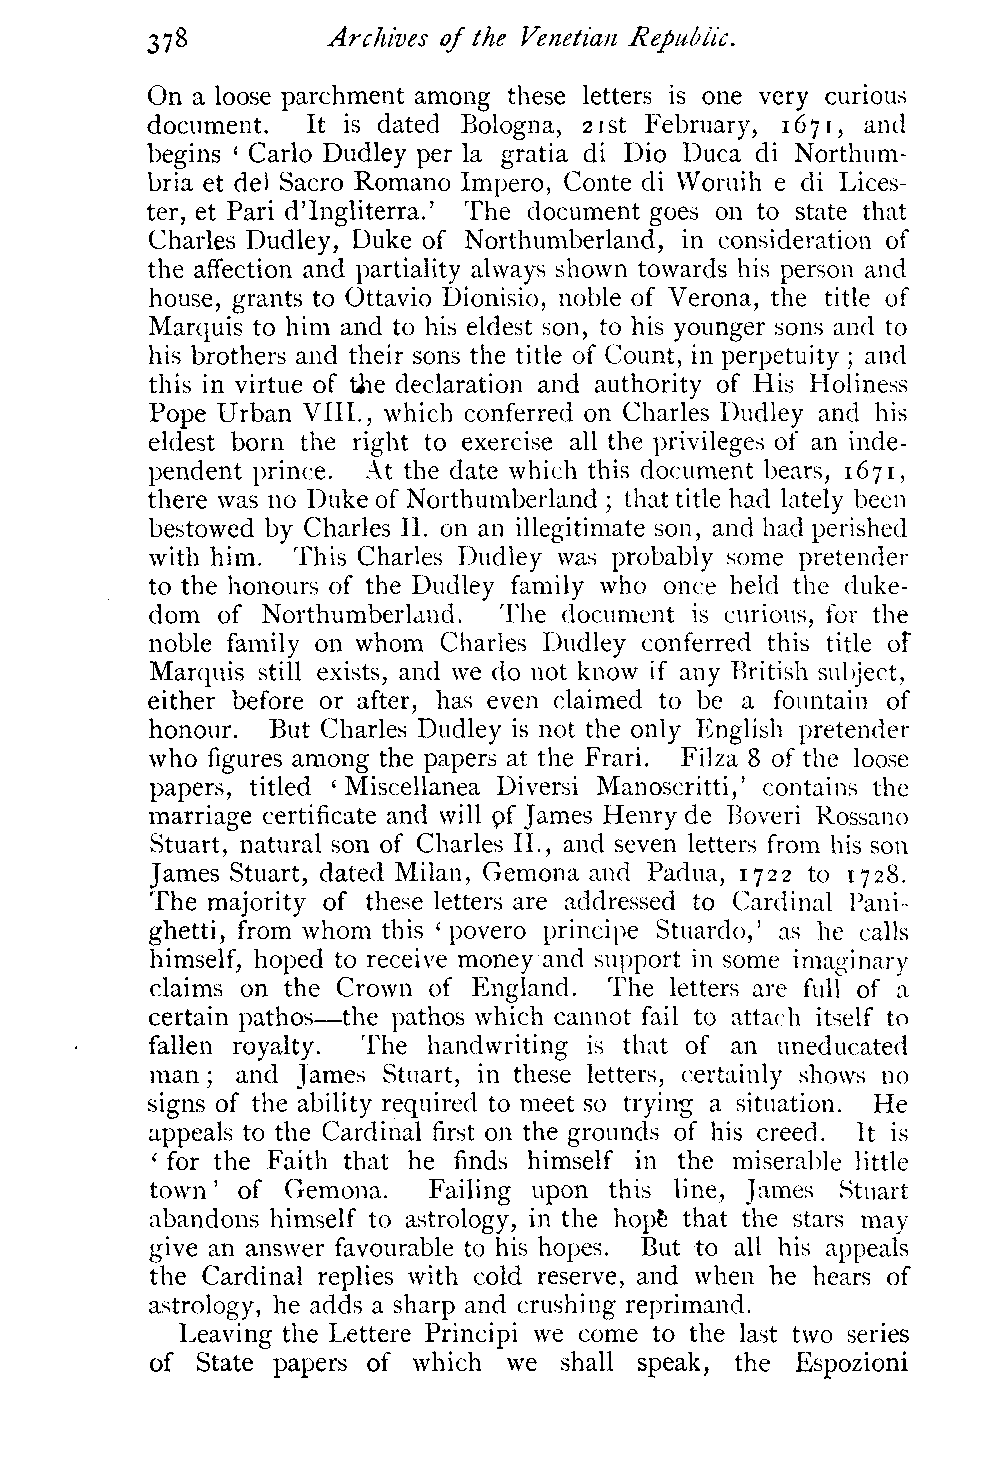 378 Archives of the Venetian Republic.
On a loose parchment among these letters is one very curious
document. It is dated Bologna, 21st February, 1671, and
begins ‘ Carlo Dudley per la gratia di Dio Duca di Northum-
bria et del Sacro Romano Impero, Conte di Woruih e di Lices-
ter, et Pari d'Ingliterra.’ The document goes on to state that
Charles Dudley, Duke of Northumberland, in consideration of
the affection and partiality always shown towards his person and
house, grants to Ottavio Dionisio, noble of Verona, the title of
Marquis to him and to his eldest son, to his younger sons and to
his brothers and their sons the title of Count, in perpetuity ; and
this in virtue of the declaration and authority of His Holiness
Pope Urban VIII., which conferred on Charles Dudley and his
eldest born the right to exercise all the privileges of an inde-
pendent prince. At the date which this document bears, 1671,
there was no Duke of Northumberland ; that title had lately been
bestowed by Charles II. on an illegitimate son, and had perished
with him. This Charles Dudley was probably some pretender
to the honours of the Dudley family who once held the duke-
dom of Northumberland. The document is curious, for the
noble family on whom Charles Dudley conferred this title of
Marquis still exists, and we do not know if any British subject,
either before or after, has even claimed to be a fountain of
honour. But Charles Dudley is not the only English pretender
who figures among the papers at the Frari. Filza 8 of the loose
papers, titled ‘ Miscellanea Diversi Manoscritti,’ contains the
marriage certificate and will of James Henry de Boveri Rossano
Stuart, natural son of Charles II., and seven letters from his son
James Stuart, dated Milan, Gemona and Padua, 1722 to 1728.
The majority of these letters are addressed to Cardinal Pani-
ghetti, from whom this ‘ povero principe Stuardo,’ as he calls
himself, hoped to receive money and support in some imaginary
claims on the Crown of England. The letters are full of a
certain pathos—the pathos which cannot fail to attach itself to
fallen royalty. The handwriting is that of an uneducated
man ; and James Stuart, in these letters, certainly shows no
signs of the ability required to meet so trying a situation. He
appeals to the Cardinal first on the grounds of his creed. It is
‘ for the Faith that he finds himself in the miserable little
town ’ of Gemona. Failing upon this line, James Stuart
abandons himself to astrology, in the hope that the stars may
give an answer favourable to his hopes. But to all his appeals
the Cardinal replies with cold reserve, and when he hears of
astrology, he adds a sharp and crushing reprimand.
Leaving the Lettere Principi we come to the last two series
of State papers of which we shall speak, the Espozioni